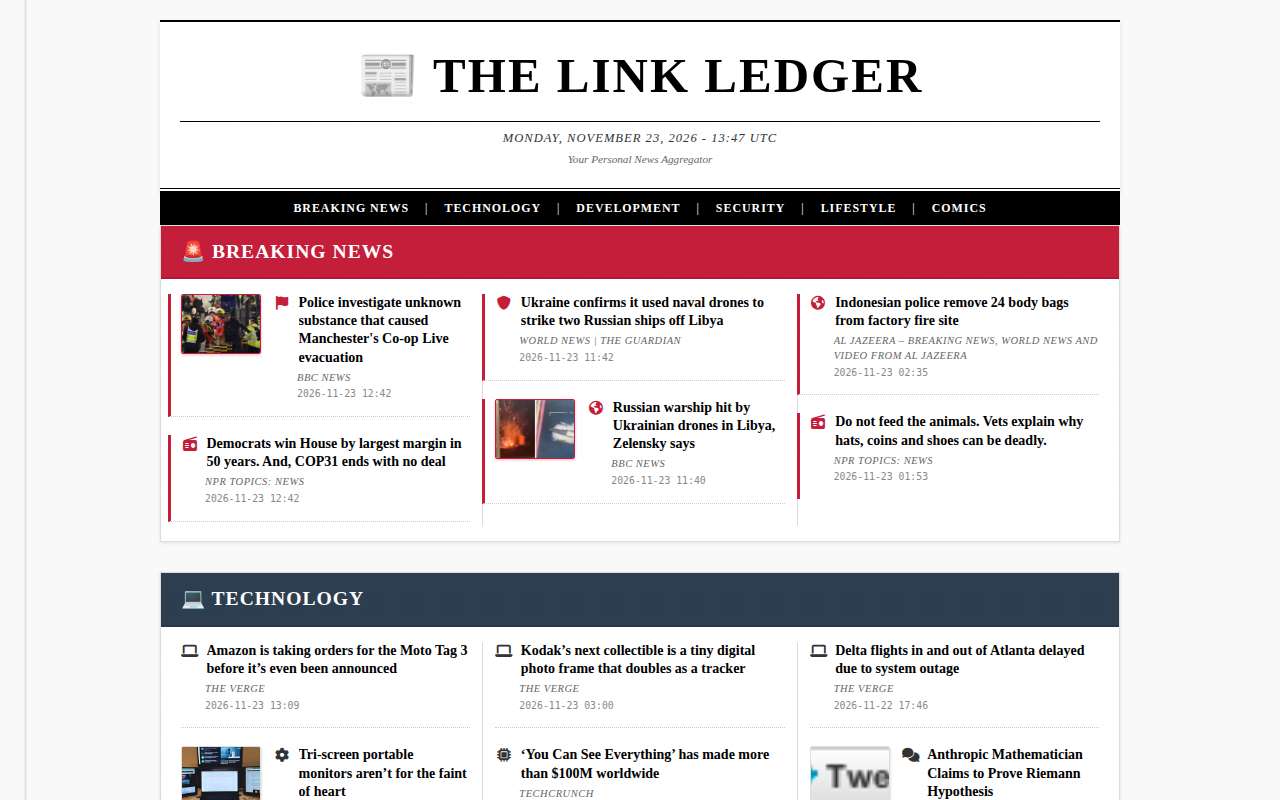 THE LINK LEDGER
MONDAY, NOVEMBER 23, 2026 - 13:47 UTC
Your Personal News Aggregator
BREAKING NEWS | TECHNOLOGY | DEVELOPMENT | SECURITY | LIFESTYLE | COMICS
BREAKING NEWS
Police investigate unknown
substance that caused
Manchester's Co-op Live
evacuation
BBC NEWS
2026-11-23 12:42
Democrats win House by largest margin in
50 years. And, COP31 ends with no deal
NPR TOPICS: NEWS
2026-11-23 12:42
Ukraine confirms it used naval drones to
strike two Russian ships off Libya
WORLD NEWS | THE GUARDIAN
2026-11-23 11:42
Russian warship hit by
Ukrainian drones in Libya,
Zelensky says
BBC NEWS
2026-11-23 11:40
Indonesian police remove 24 body bags
from factory fire site
AL JAZEERA – BREAKING NEWS, WORLD NEWS AND
VIDEO FROM AL JAZEERA
2026-11-23 02:35
Do not feed the animals. Vets explain why
hats, coins and shoes can be deadly.
NPR TOPICS: NEWS
2026-11-23 01:53
TECHNOLOGY
Amazon is taking orders for the Moto Tag 3
before it’s even been announced
THE VERGE
2026-11-23 13:09
Tri-screen portable
monitors aren’t for the faint
of heart
Kodak’s next collectible is a tiny digital
photo frame that doubles as a tracker
THE VERGE
2026-11-23 03:00
‘You Can See Everything’ has made more
than $100M worldwide
TECHCRUNCH
Delta flights in and out of Atlanta delayed
due to system outage
THE VERGE
2026-11-22 17:46
Twe
Anthropic Mathematician
Claims to Prove Riemann
Hypothesis